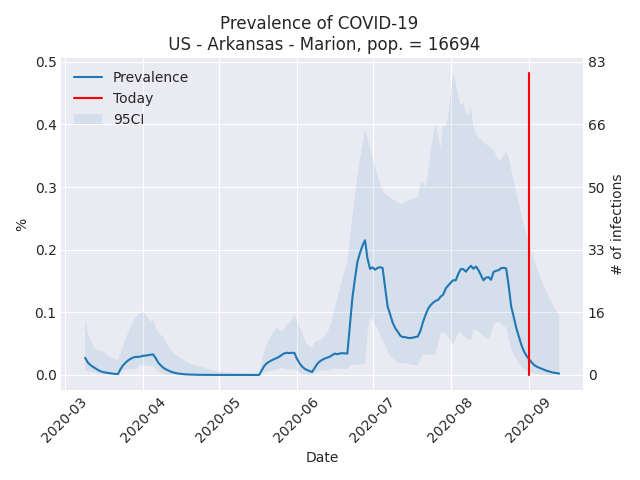 Prevalence of COVID-19
US - Arkansas - Marion, pop. = 16694
Prevalence
Today
95CI
%
0.5
0.4
0.3
0.2
0.1
0.0
83
66
50
33
16
0
# of infections
2020-03
2020-04
2020-05
2020-06
2020-07
2020-08
2020-09
Date